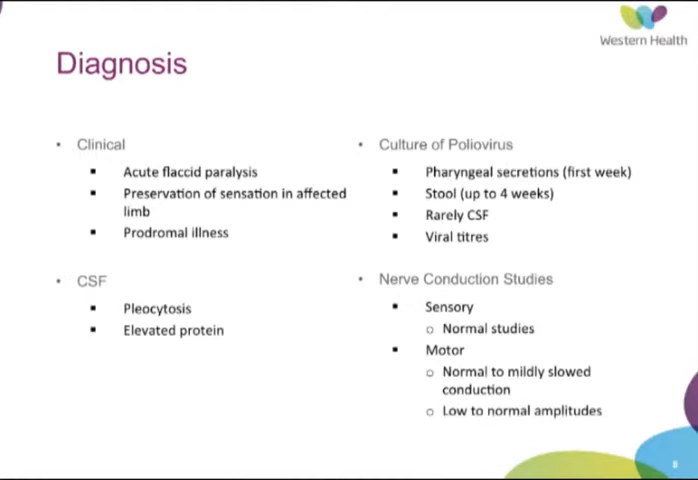 Western Health
Diagnosis
• Clinical
▪ Acute flaccid paralysis
▪ Preservation of sensation in affected
limb
▪ Prodromal illness
• CSF
▪ Pleocytosis
▪ Elevated protein
• Culture of Poliovirus
▪ Pharyngeal secretions (first week)
▪ Stool (up to 4 weeks)
▪ Rarely CSF
▪ Viral titres
• Nerve Conduction Studies
▪ Sensory
o Normal studies
▪ Motor
o Normal to mildly slowed
conduction
o Low to normal amplitudes
8